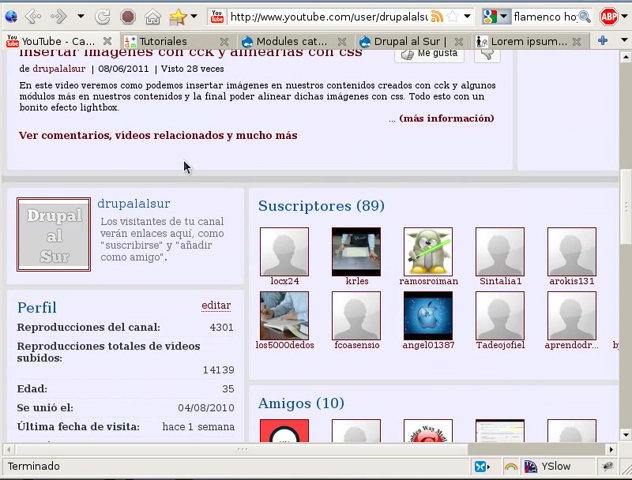 http://www.youtube.com/user/drupalalsu
flamenco ho
ABP
YouTube - Ca...
Tutoriales
Modules cat...
Drupal al Sur |
Lorem ipsum...
Insertar imágenes con cck y alinearlas con css
Me gusta
de drupalalsur | 08/06/2011 | Visto 28 veces
En este video veremos como podemos insertar imágenes en nuestros contenidos creados con cck y algunos
módulos más en nuestros contenidos y la final poder alinear dichas imágenes con css. Todo esto con un
bonito efecto lightbox.
... (más información)
Ver comentarios, videos relacionados y mucho más
Drupal
al
Sur
drupalalsur
Los visitantes de tu canal
verán enlaces aquí, como
"suscribirse" y "añadir
como amigo".
Perfil
editar
Reproducciones del canal: 4301
Reproducciones totales de videos
subidos:
14139
Edad: 35
Se unió el: 04/08/2010
Última fecha de visita: hace 1 semana
Suscriptores (89)
locx24
krles
ramosroiman
Sintalia1
arokis131
los5000dedos
fcoasensio
angel01387
Tadeojofiel
aprendodr...
Amigos (10)
Terminado
YSlow